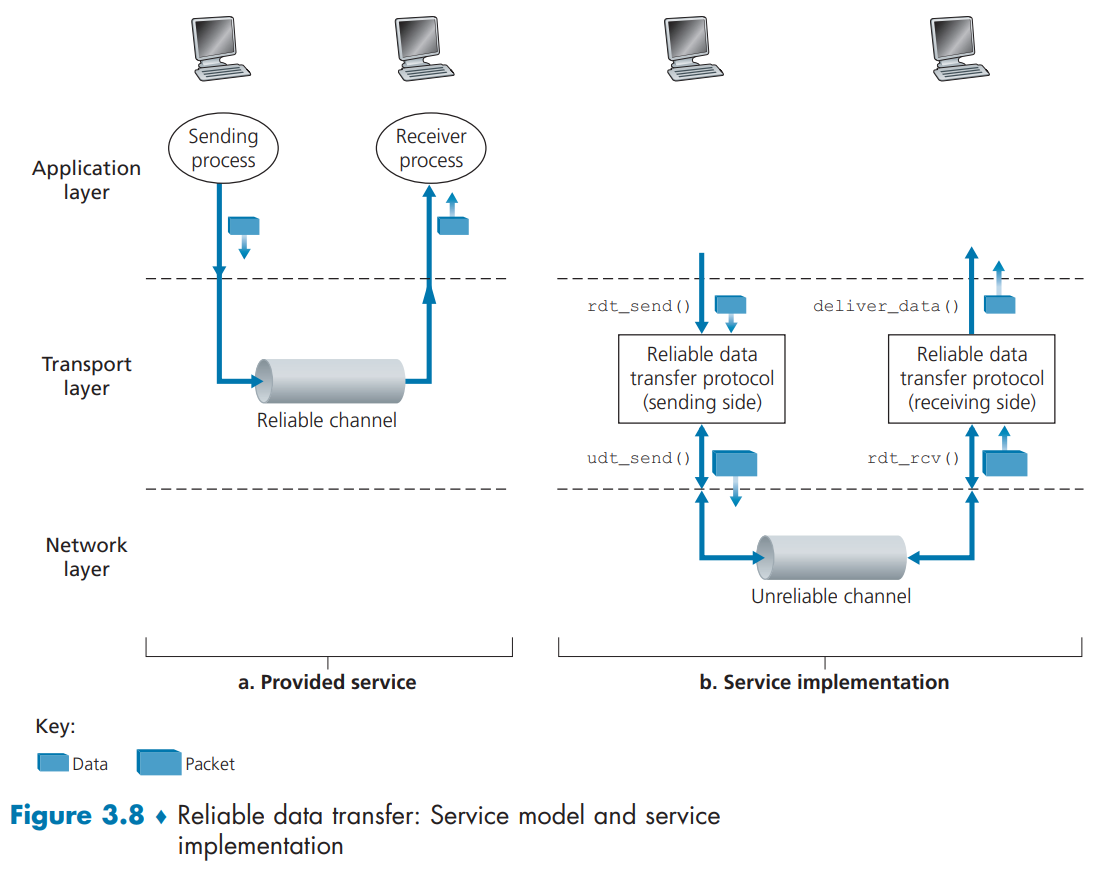 Sending
process
Receiver
process
Application
layer
rdt_send()
deliver_data()
Transport
layer
Reliable channel
Reliable data
transfer protocol
(sending side)
Reliable data
transfer protocol
(receiving side)
udt_send()
rdt_rcv()
Network
layer
Unreliable channel
a. Provided service
b. Service implementation
Key:
Data
Packet
Figure 3.8 ♦ Reliable data transfer: Service model and service
implementation